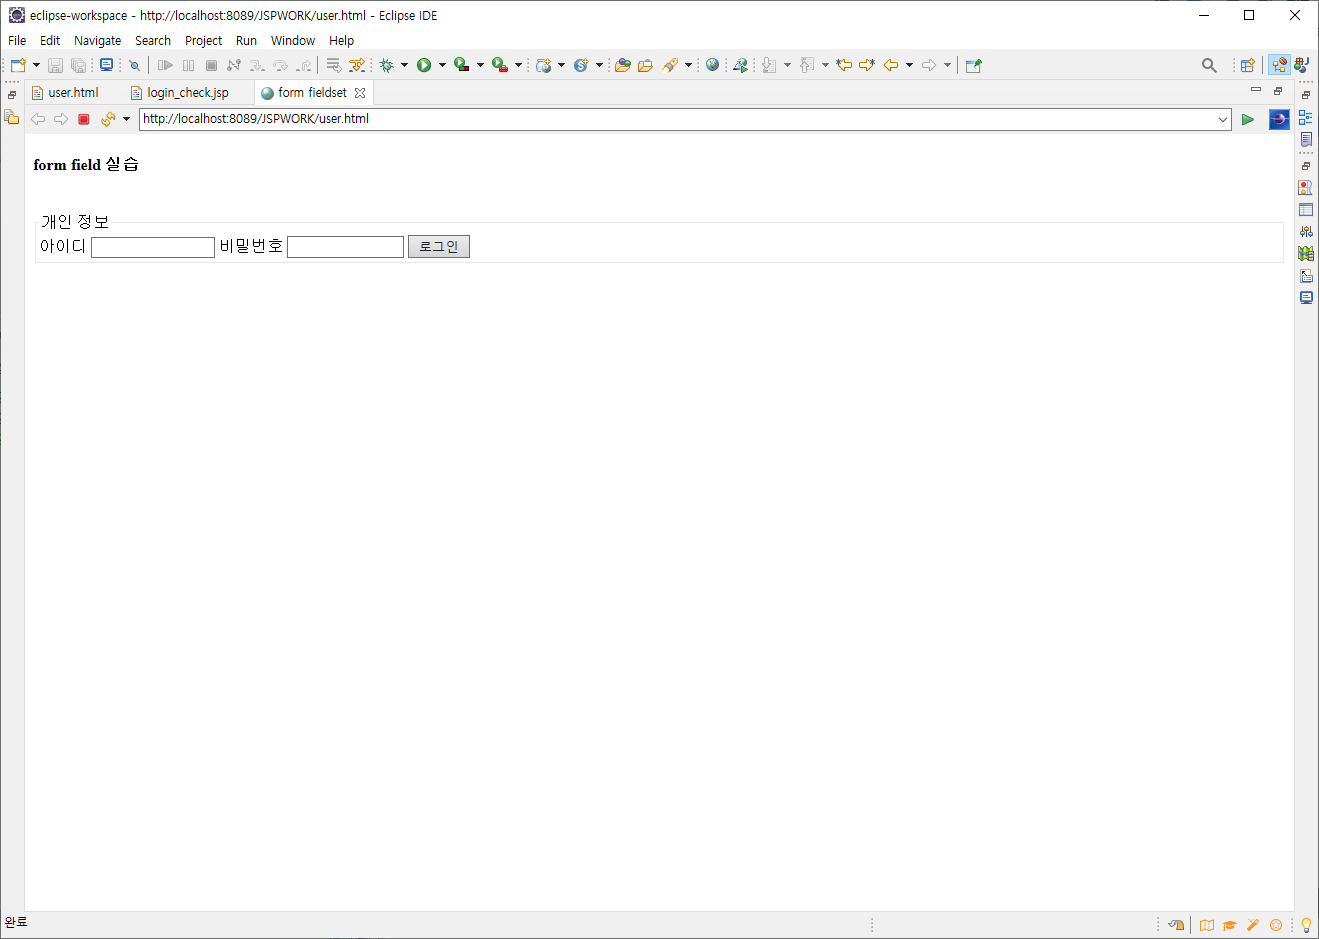 eclipse-workspace - http://localhost:8089/JSPWORK/user.html - Eclipse IDE
File Edit Navigate Search Project Run Window Help
user.html login_check.jsp form fieldset
http://localhost:8089/JSPWORK/user.html
form field 실습
개인 정보
아이디 비밀번호 로그인
완료